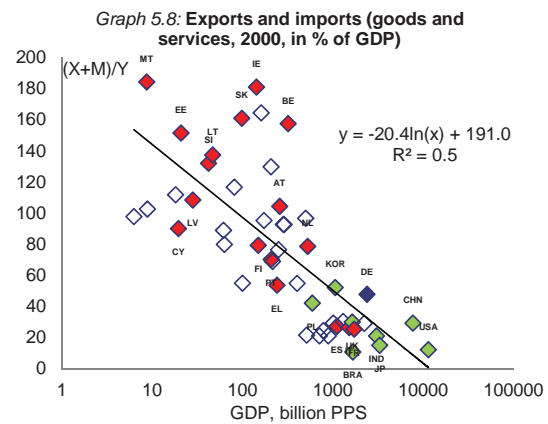 Graph 5.8: Exports and imports (goods and
services, 2000, in % of GDP)
200
(X+M)/Y
MT
IE
180
SK
BE
160
EE
LT
SI
y = -20.4ln(x) + 191.0
R² = 0.5
140
120
AT
100
LV
NL
80
CY
FI
KOR
DE
60
PT
EL
CHN
40
PL
USA
20
ES
UK
FR
IND
JP
BRA
0
1
10
100
1000
10000
100000
GDP, billion PPS